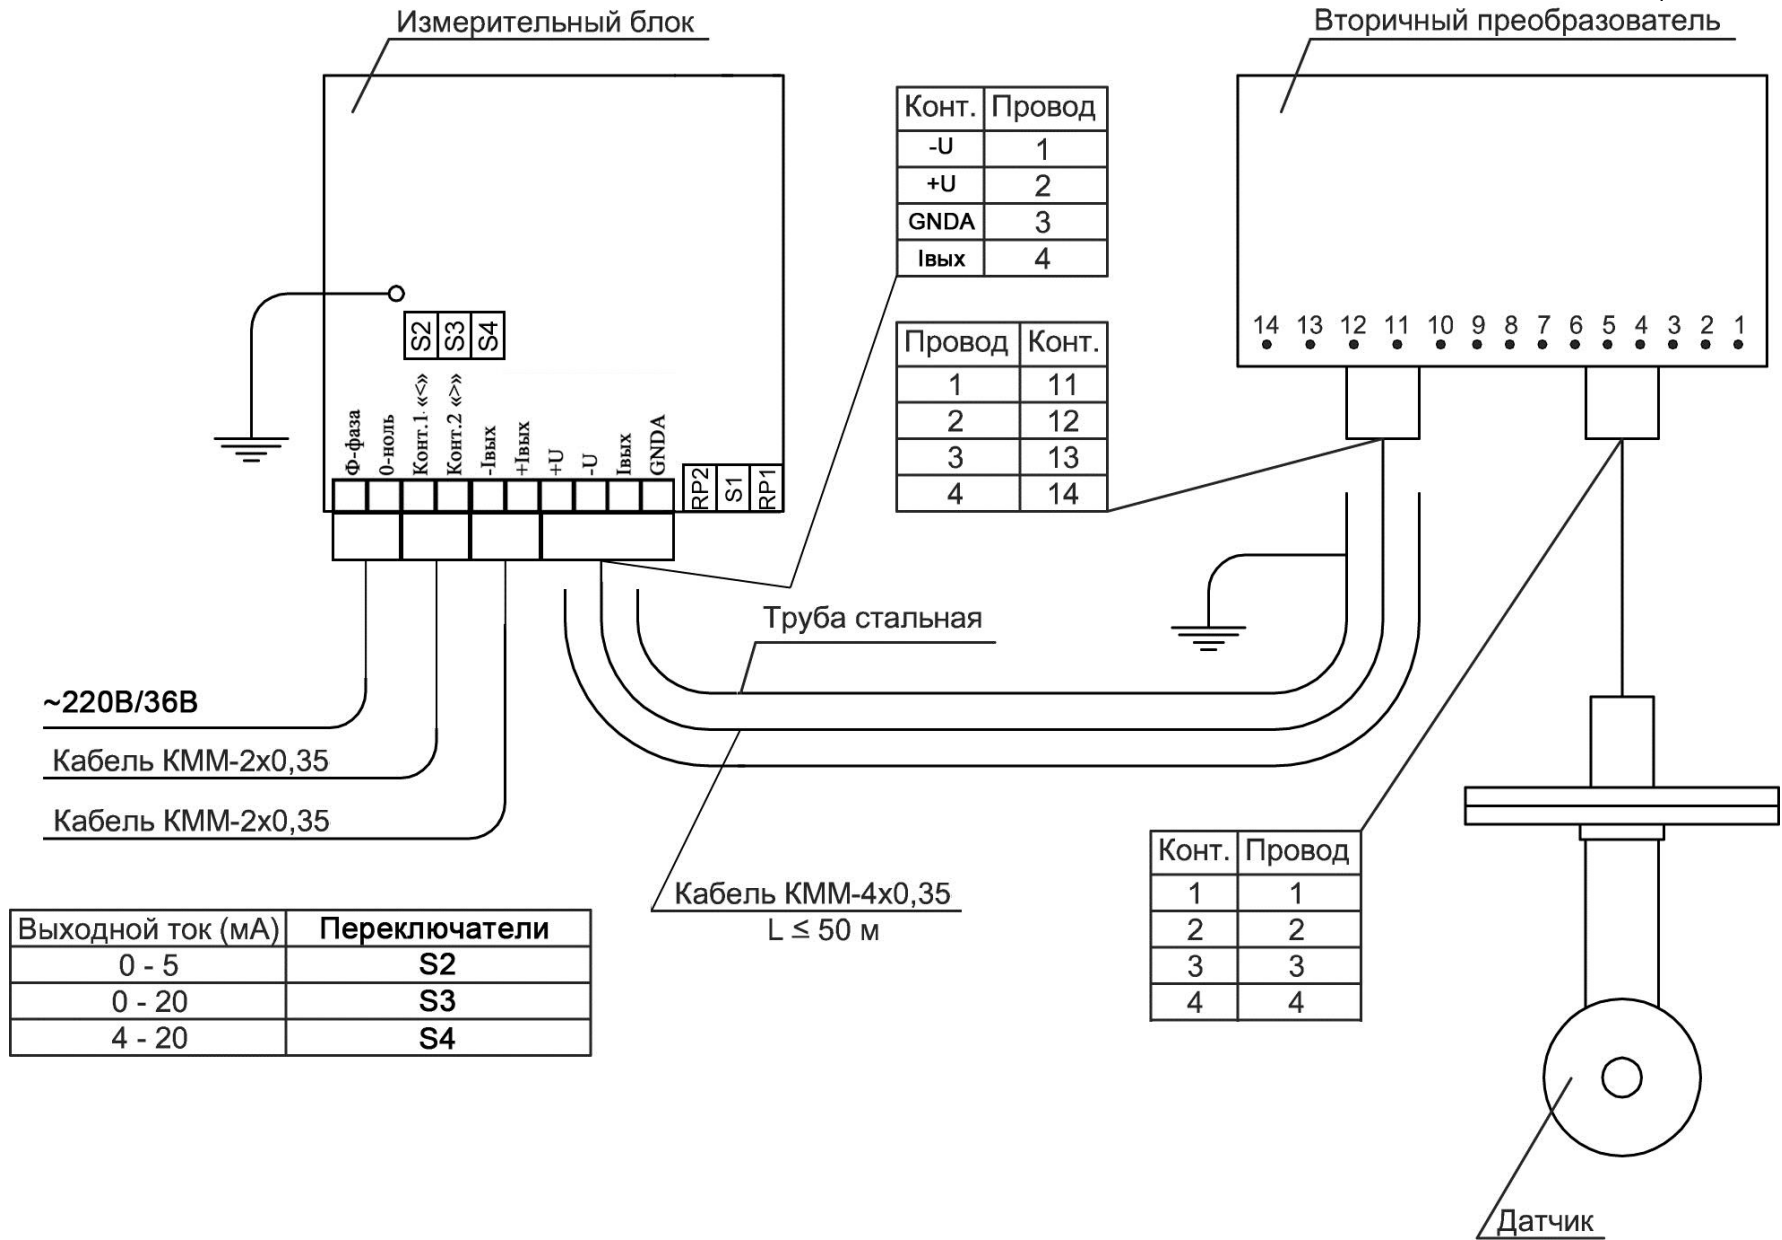 Измерительный блок
Вторичный преобразователь
Конт. Провод
-U 1
+U 2
GNDA 3
Iвых 4
Провод Конт.
1 11
2 12
3 13
4 14
14 13 12 11 10 9 8 7 6 5 4 3 2 1
S2 S3 S4
Ф-фаза
0-ноль
Конт.1 «<»
Конт.2 «>»
-Iвых
+Iвых
+U
-U
Iвых
GNDA
RP2 S1 RP1
Труба стальная
~220В/36В
Кабель КММ-2х0,35
Кабель КММ-2х0,35
Кабель КММ-4х0,35
L ≤ 50 м
Конт. Провод
1 1
2 2
3 3
4 4
Выходной ток (мА) Переключатели
0 - 5 S2
0 - 20 S3
4 - 20 S4
Датчик